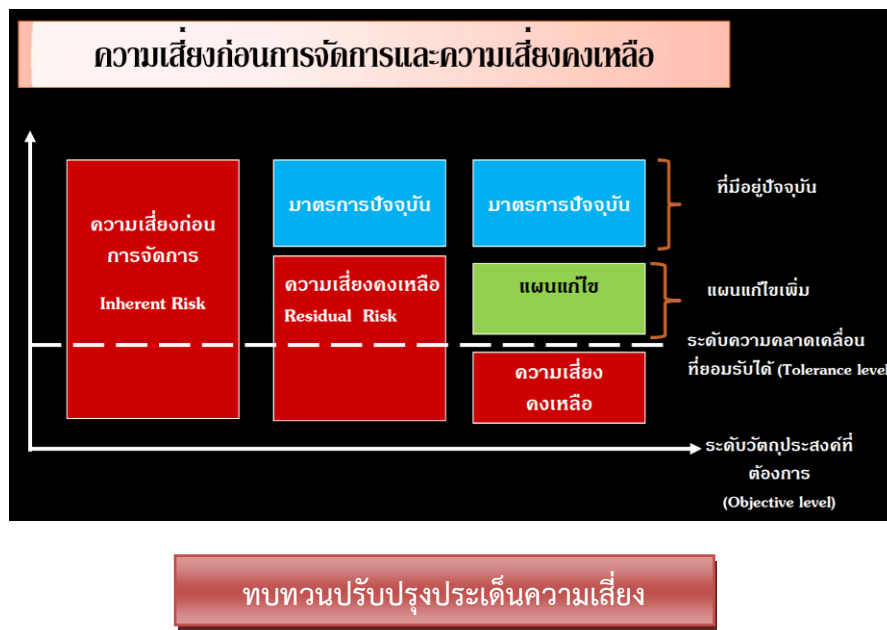 ความเสี่ยงก่อนการจัดการและความเสี่ยงคงเหลือ
ความเสี่ยงก่อน
การจัดการ
Inherent Risk
มาตรการปัจจุบัน
ความเสี่ยงคงเหลือ
Residual Risk
มาตรการปัจจุบัน
แผนแก้ไข
ความเสี่ยง
คงเหลือ
ที่มีอยู่ปัจจุบัน
แผนแก้ไขเพิ่ม
ระดับความคลาดเคลื่อน
ที่ยอมรับได้ (Tolerance level
ระดับวัตถุประสงค์ที่
ต้องการ
(Objective level)
ทบทวนปรับปรุงประเด็นความเสี่ยง